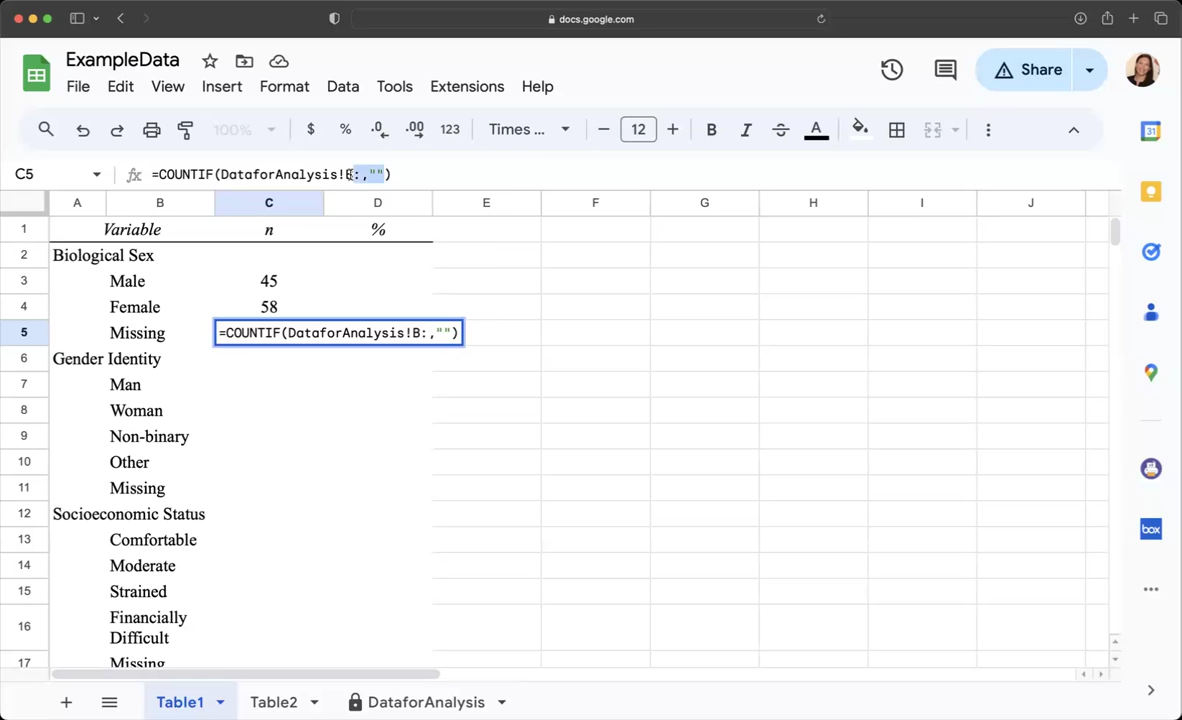 docs.google.com
ExampleData
File Edit View Insert Format Data Tools Extensions Help
Share
100% $ % .0 .00 123 Times ... 12 B I A
C5 fx =COUNTIF(DataforAnalysis!B:,"")
A B C D E F G H I J
1 Variable n %
2 Biological Sex
3 Male 45
4 Female 58
5 Missing =COUNTIF(DataforAnalysis!B:,"")
6 Gender Identity
7 Man
8 Woman
9 Non-binary
10 Other
11 Missing
12 Socioeconomic Status
13 Comfortable
14 Moderate
15 Strained
16 Financially
Difficult
17 Missing
Table1 Table2 DataforAnalysis
31
box